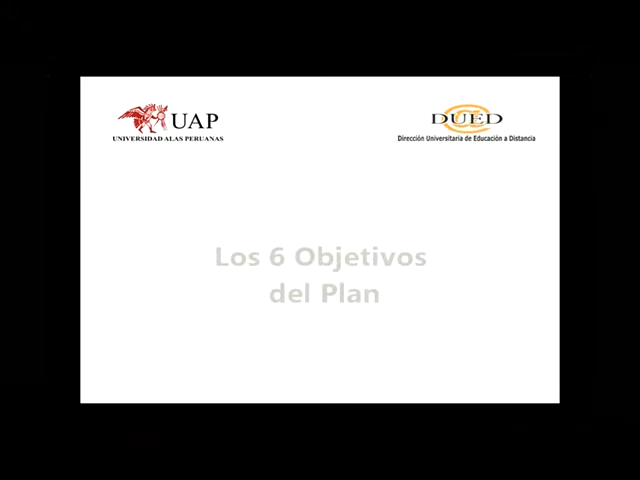 UAP
UNIVERSIDAD ALAS PERUANAS
DUED
Dirección Universitaria de Educación a Distancia
Los 6 Objetivos
del Plan